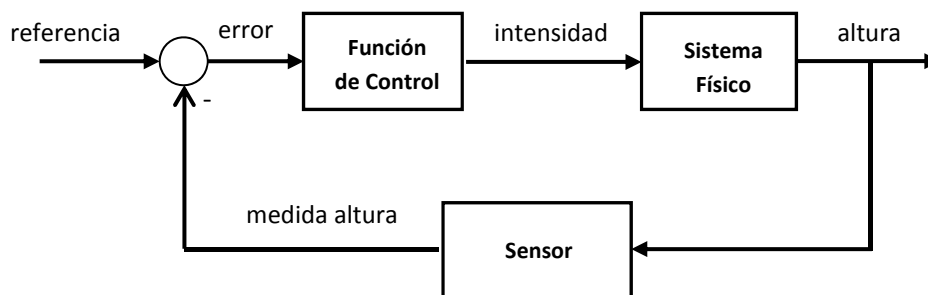 referencia
error
Función
de Control
intensidad
Sistema
Físico
altura
-
medida altura
Sensor